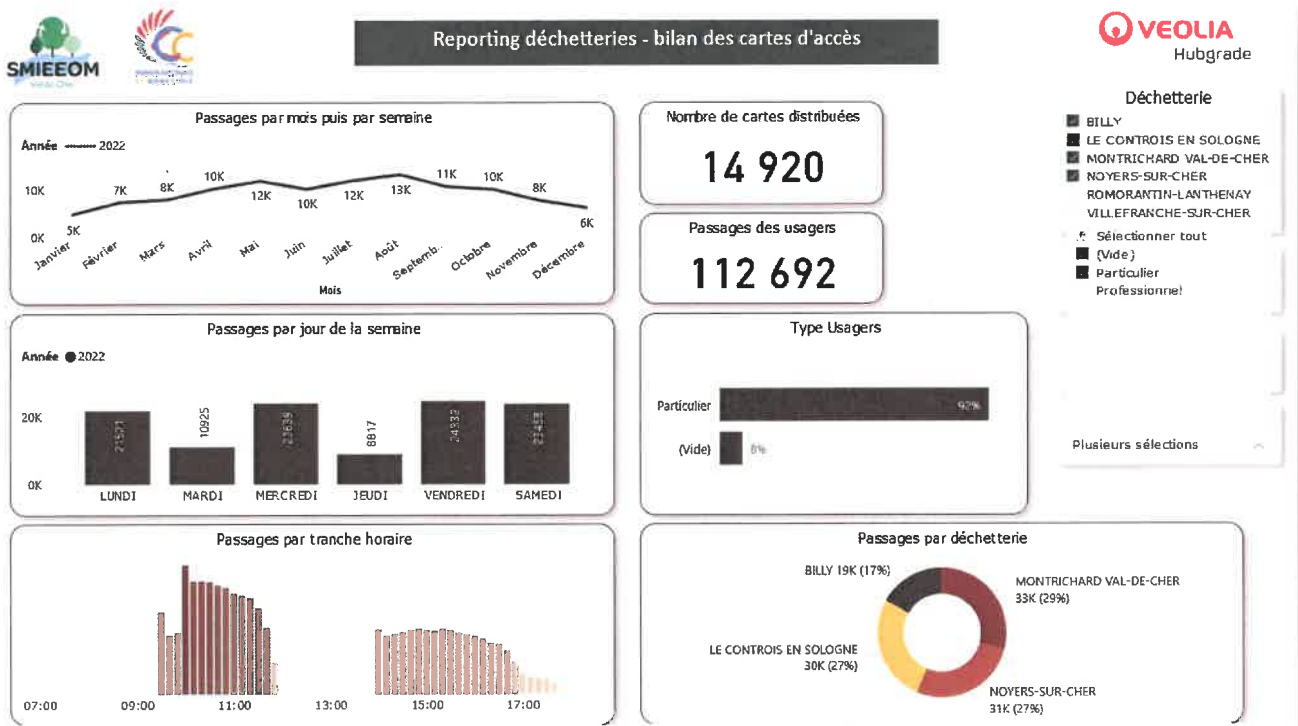 SMIEEOM
Reporting déchetteries - bilan des cartes d'accès
VEOLIA
Hubgrade
Passages par mois puis par semaine
Année 2022
10K
0K
5K
7K
8K
10K
12K
10K
12K
13K
11K
10K
8K
6K
Janvier
Février
Mars
Avril
Mai
Juin
Juillet
Août
Septemb..
Octobre
Novembre
Décembre
Mois
Nombre de cartes distribuées
14 920
Passages des usagers
112 692
Déchetterie
BILLY
LE CONTROIS EN SOLOGNE
MONTRICHARD VAL-DE-CHER
NOYERS-SUR-CHER
ROMORANTIN-LANTHENAY
VILLEFRANCHE-SUR-CHER
Sélectionner tout
(Vide)
Particulier
Professionnel
Plusieurs sélections
Passages par jour de la semaine
Année 2022
20K
0K
10925
8817
24332
LUNDI
MARDI
MERCREDI
JEUDI
VENDREDI
SAMEDI
Type Usagers
Particulier
92%
(Vide)
8%
Passages par tranche horaire
07:00
09:00
11:00
13:00
15:00
17:00
Passages par déchetterie
BILLY 19K (17%)
MONTRICHARD VAL-DE-CHER
33K (29%)
LE CONTROIS EN SOLOGNE
30K (27%)
NOYERS-SUR-CHER
31K (27%)